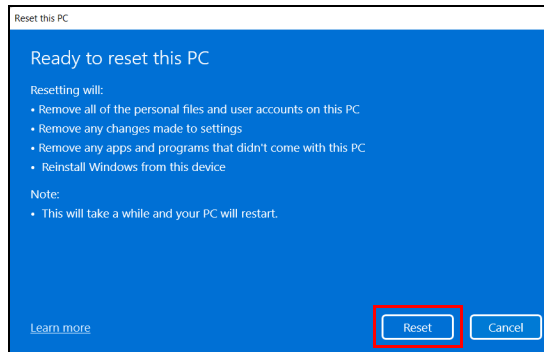 Reset this PC
Ready to reset this PC
Resetting will:
• Remove all of the personal files and user accounts on this PC
• Remove any changes made to settings
• Remove any apps and programs that didn't come with this PC
• Reinstall Windows from this device
Note:
• This will take a while and your PC will restart.
Learn more
Reset
Cancel